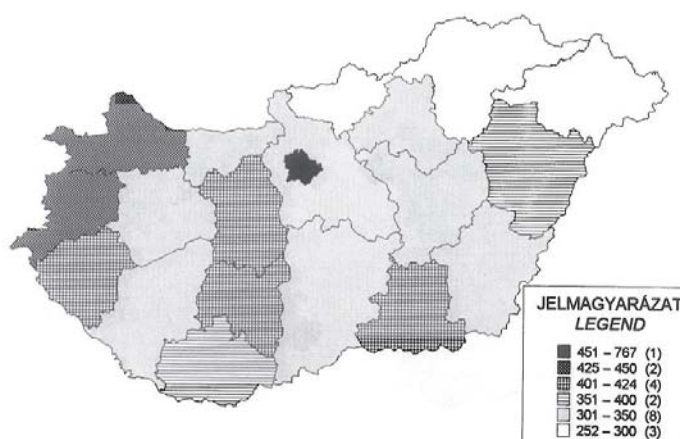 JELMAGYARÁZAT
LEGEND
451 – 767 (1)
425 – 450 (2)
401 – 424 (4)
351 – 400 (2)
301 – 350 (8)
252 – 300 (3)